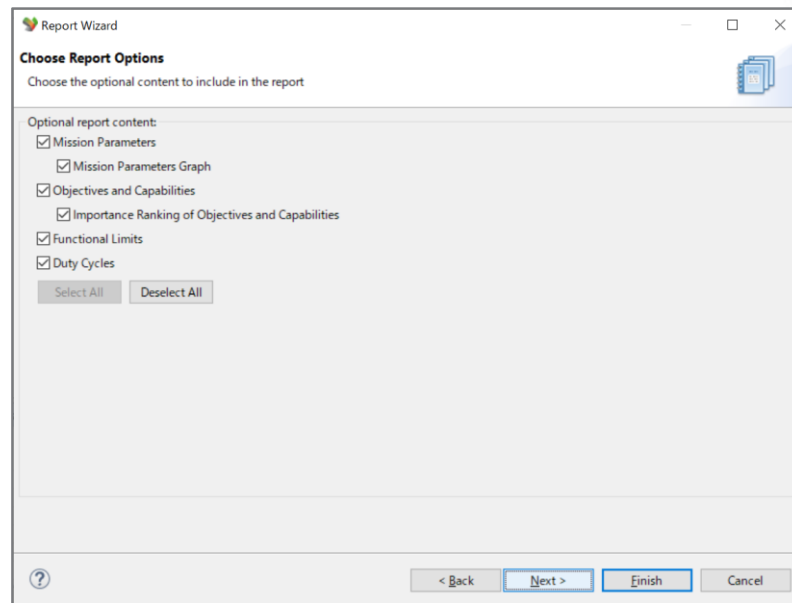 Report Wizard
Choose Report Options
Choose the optional content to include in the report
Optional report content:
Mission Parameters
Mission Parameters Graph
Objectives and Capabilities
Importance Ranking of Objectives and Capabilities
Functional Limits
Duty Cycles
Select All Deselect All
? < Back Next > Finish Cancel